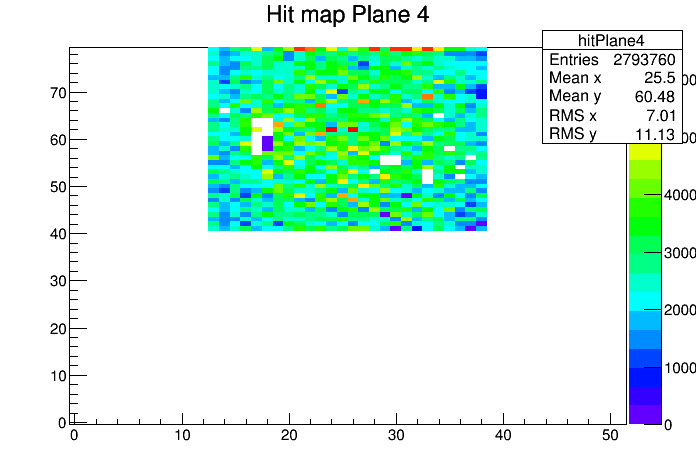 Hit map Plane 4
hitPlane4
Entries 2793760
Mean x 25.5
Mean y 60.48
RMS x 7.01
RMS y 11.13
70
60
50
40
30
20
10
0
0 10 20 30 40 50
00
000
4000
3000
2000
1000
0